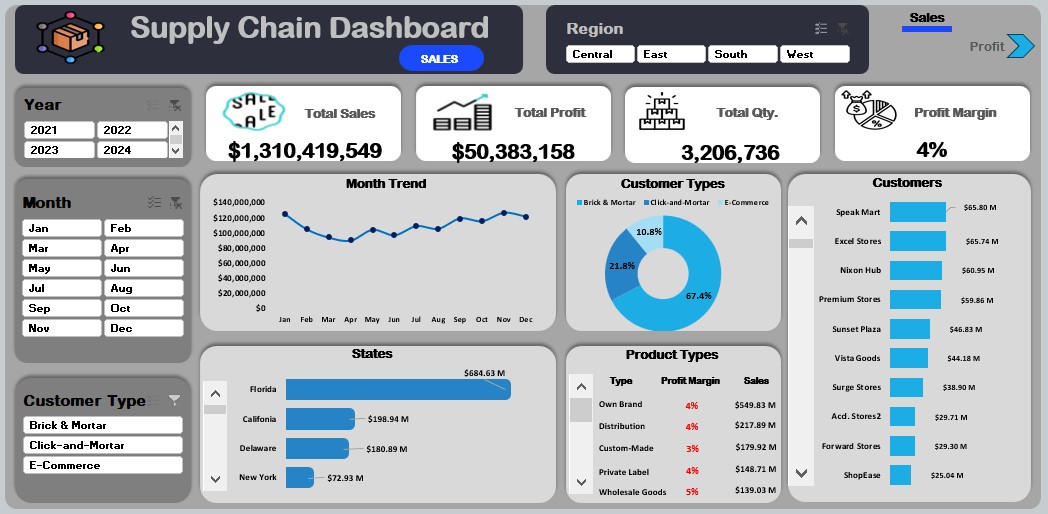 Supply Chain Dashboard
SALES
Region
Central East South West
Sales
Profit
Year
2021 2022
2023 2024
SALE
SALE
Total Sales
$1,310,419,549
Total Profit
$50,383,158
Total Qty.
3,206,736
$
%
Profit Margin
4%
Month
Jan Feb
Mar Apr
May Jun
Jul Aug
Sep Oct
Nov Dec
Customer Type
Brick & Mortar
Click-and-Mortar
E-Commerce
Month Trend
$140,000,000
$120,000,000
$100,000,000
$80,000,000
$60,000,000
$40,000,000
$20,000,000
$0
Jan Feb Mar Apr May Jun Jul Aug Sep Oct Nov Dec
Customer Types
Brick & Mortar Click-and-Mortar E-Commerce
10.8%
21.8%
67.4%
Customers
Speak Mart $65.80 M
Excel Stores $65.74 M
Nixon Hub $60.95 M
Premium Stores $59.86 M
Sunset Plaza $46.83 M
Vista Goods $44.18 M
Surge Stores $38.90 M
Acd. Stores2 $29.71 M
Forward Stores $29.30 M
ShopEase $25.04 M
States
$684.63 M
Florida
Califonia $198.94 M
Delaware $180.89 M
New York $72.93 M
Product Types
Type Profit Margin Sales
Own Brand 4% $549.83 M
Distribution 4% $217.89 M
Custom-Made 3% $179.92 M
Private Label 4% $148.71 M
Wholesale Goods 5% $139.03 M